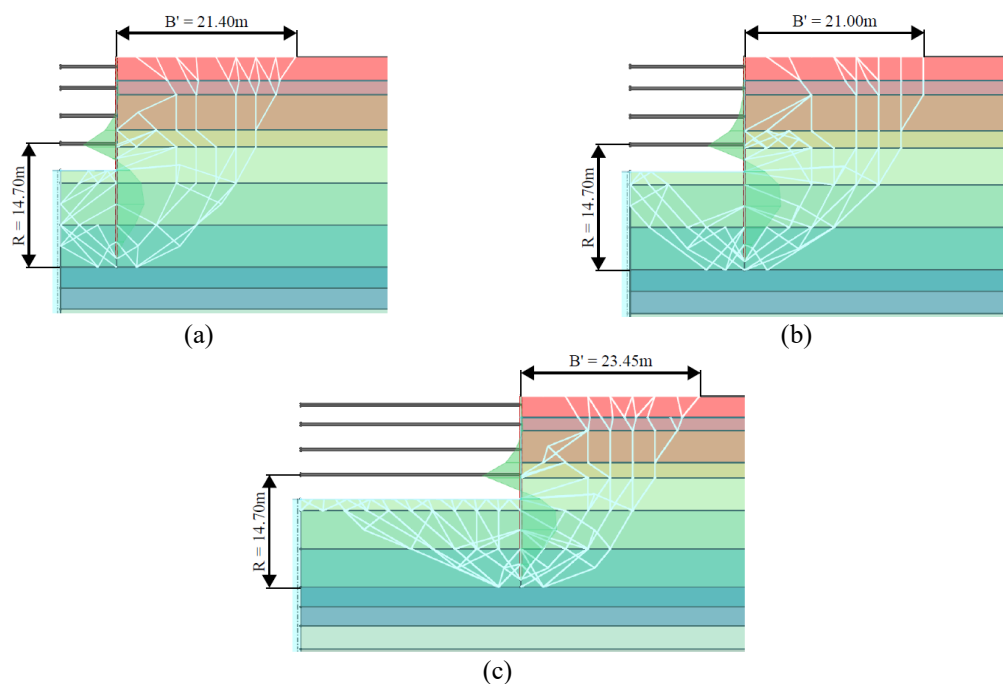 B' = 21.40m
R = 14.70m
(a)
B' = 21.00m
R = 14.70m
(b)
B' = 23.45m
R = 14.70m
(c)